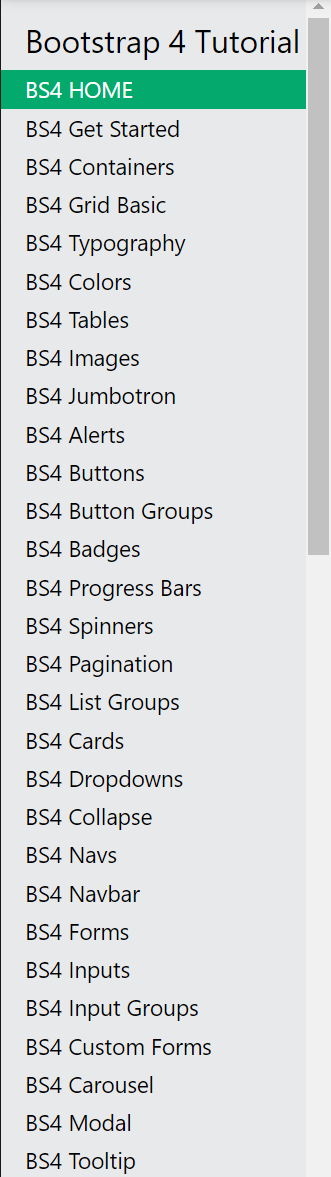 Bootstrap 4 Tutorial
BS4 HOME
BS4 Get Started
BS4 Containers
BS4 Grid Basic
BS4 Typography
BS4 Colors
BS4 Tables
BS4 Images
BS4 Jumbotron
BS4 Alerts
BS4 Buttons
BS4 Button Groups
BS4 Badges
BS4 Progress Bars
BS4 Spinners
BS4 Pagination
BS4 List Groups
BS4 Cards
BS4 Dropdowns
BS4 Collapse
BS4 Navs
BS4 Navbar
BS4 Forms
BS4 Inputs
BS4 Input Groups
BS4 Custom Forms
BS4 Carousel
BS4 Modal
BS4 Tooltip